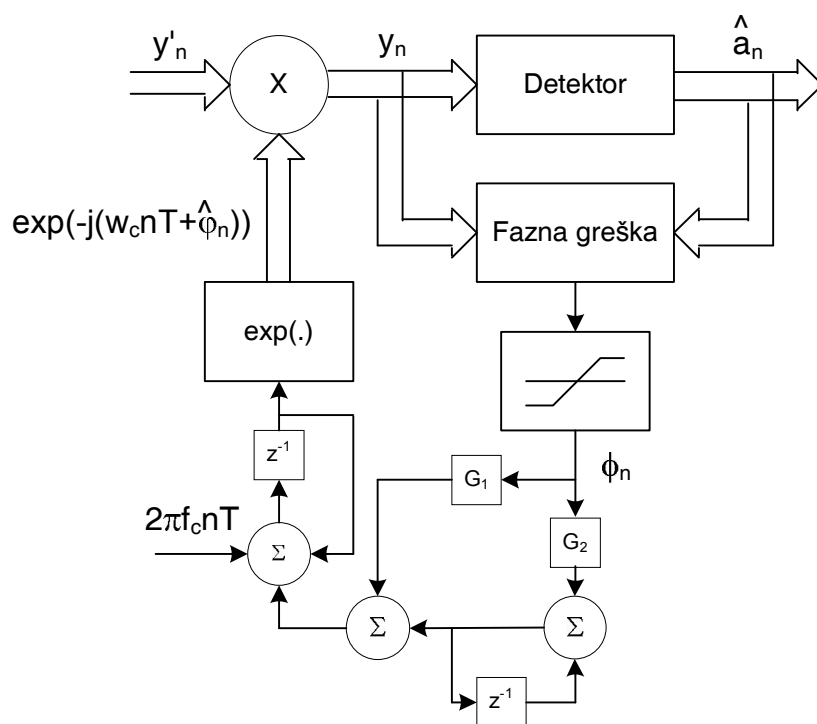 y'n
yn
ân
X
Detektor
exp(-j(wcnT+φ̂n))
Fazna greška
exp(.)
z-1
G1
ϕn
2πfcnT
Σ
G2
Σ
Σ
z-1